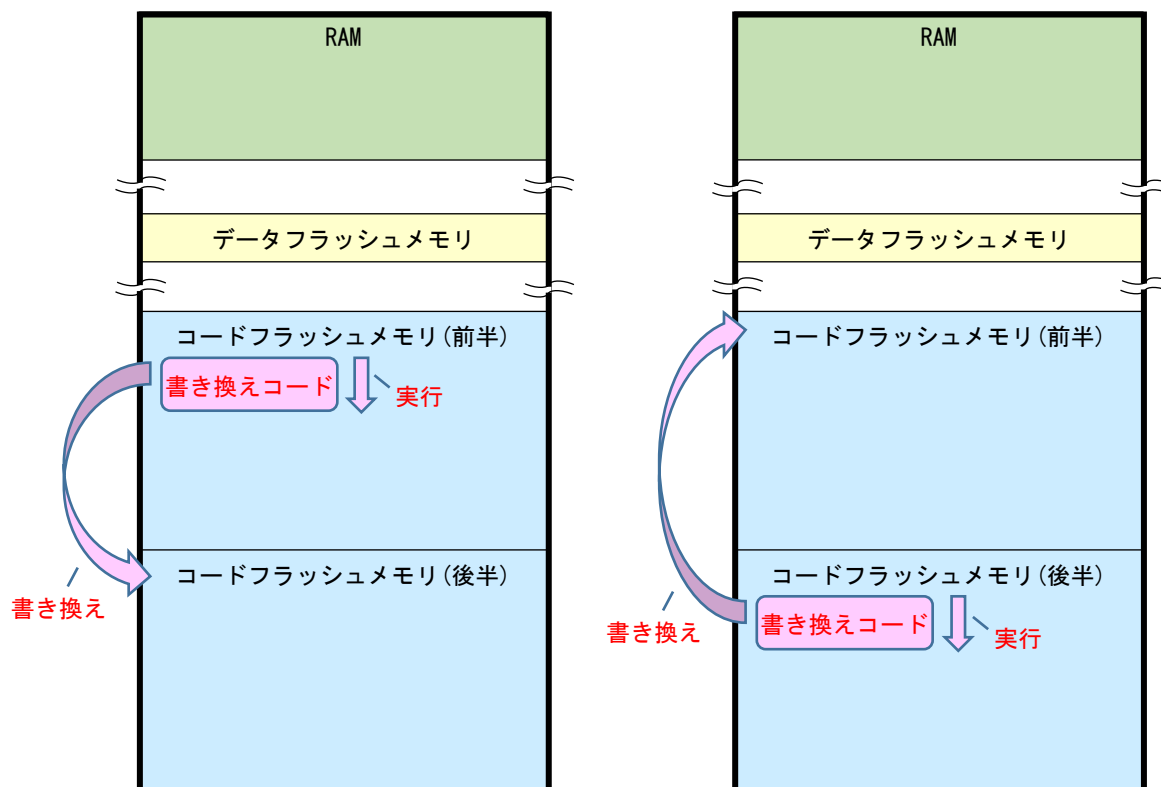 RAM
データフラッシュメモリ
コードフラッシュメモリ(前半)
書き換えコード
実行
コードフラッシュメモリ(後半)
書き換え
RAM
データフラッシュメモリ
コードフラッシュメモリ(前半)
コードフラッシュメモリ(後半)
書き換えコード
実行
書き換え